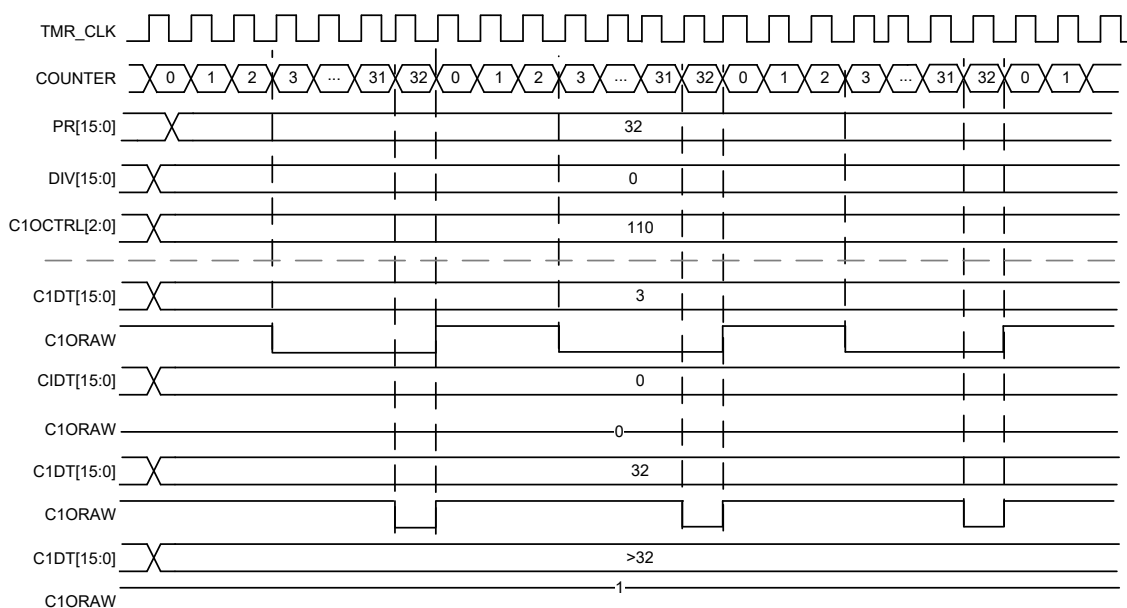 TMR_CLK
COUNTER 0 1 2 3 ... 31 32 0 1 2 3 ... 31 32 0 1 2 3 ... 31 32 0 1
PR[15:0] 32
DIV[15:0] 0
C1OCTRL[2:0] 110
C1DT[15:0] 3
C1ORAW
CIDT[15:0] 0
C1ORAW 0
C1DT[15:0] 32
C1ORAW
C1DT[15:0] >32
C1ORAW 1